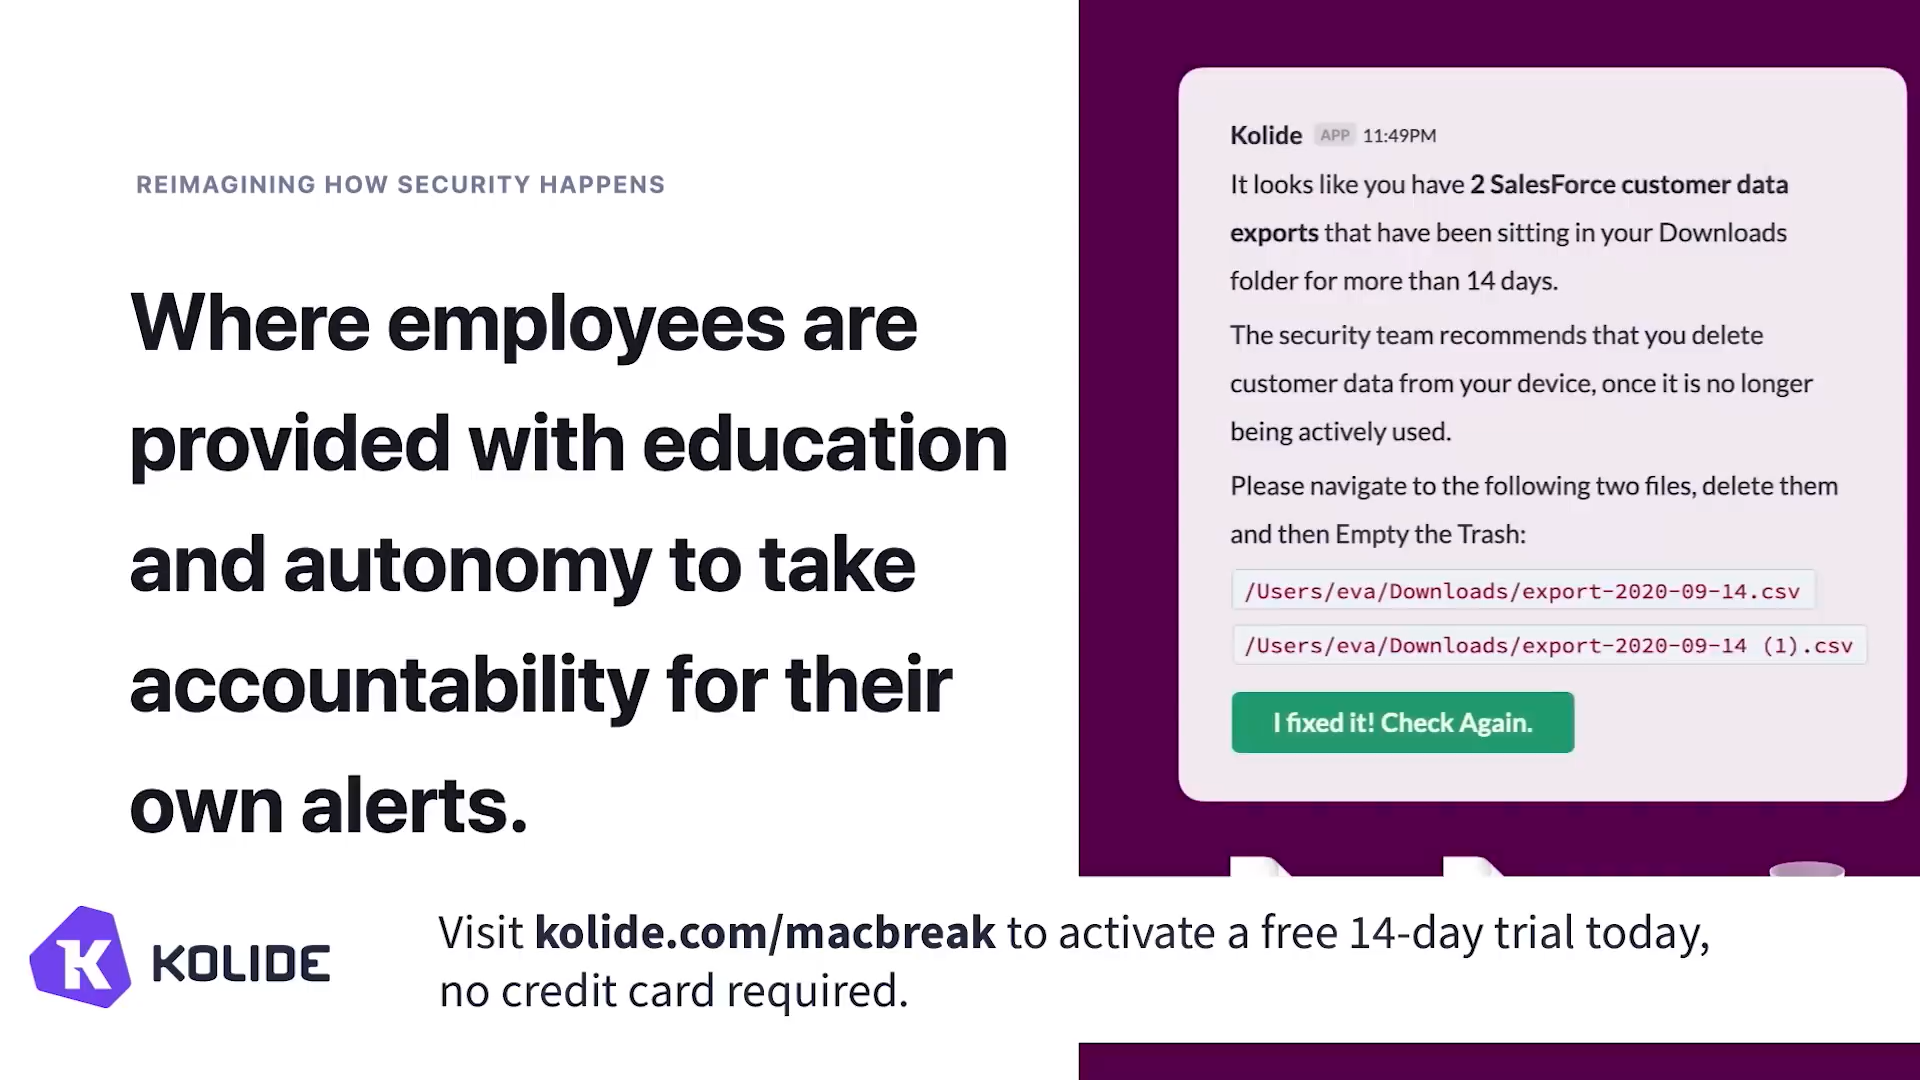 REIMAGINING HOW SECURITY HAPPENS
Where employees are
provided with education
and autonomy to take
accountability for their
own alerts.
Kolide APP 11:49PM
It looks like you have 2 SalesForce customer data
exports that have been sitting in your Downloads
folder for more than 14 days.
The security team recommends that you delete
customer data from your device, once it is no longer
being actively used.
Please navigate to the following two files, delete them
and then Empty the Trash:
/Users/eva/Downloads/export-2020-09-14.csv
/Users/eva/Downloads/export-2020-09-14 (1).csv
I fixed it! Check Again.
K KOLIDE
Visit kolide.com/macbreak to activate a free 14-day trial today,
no credit card required.